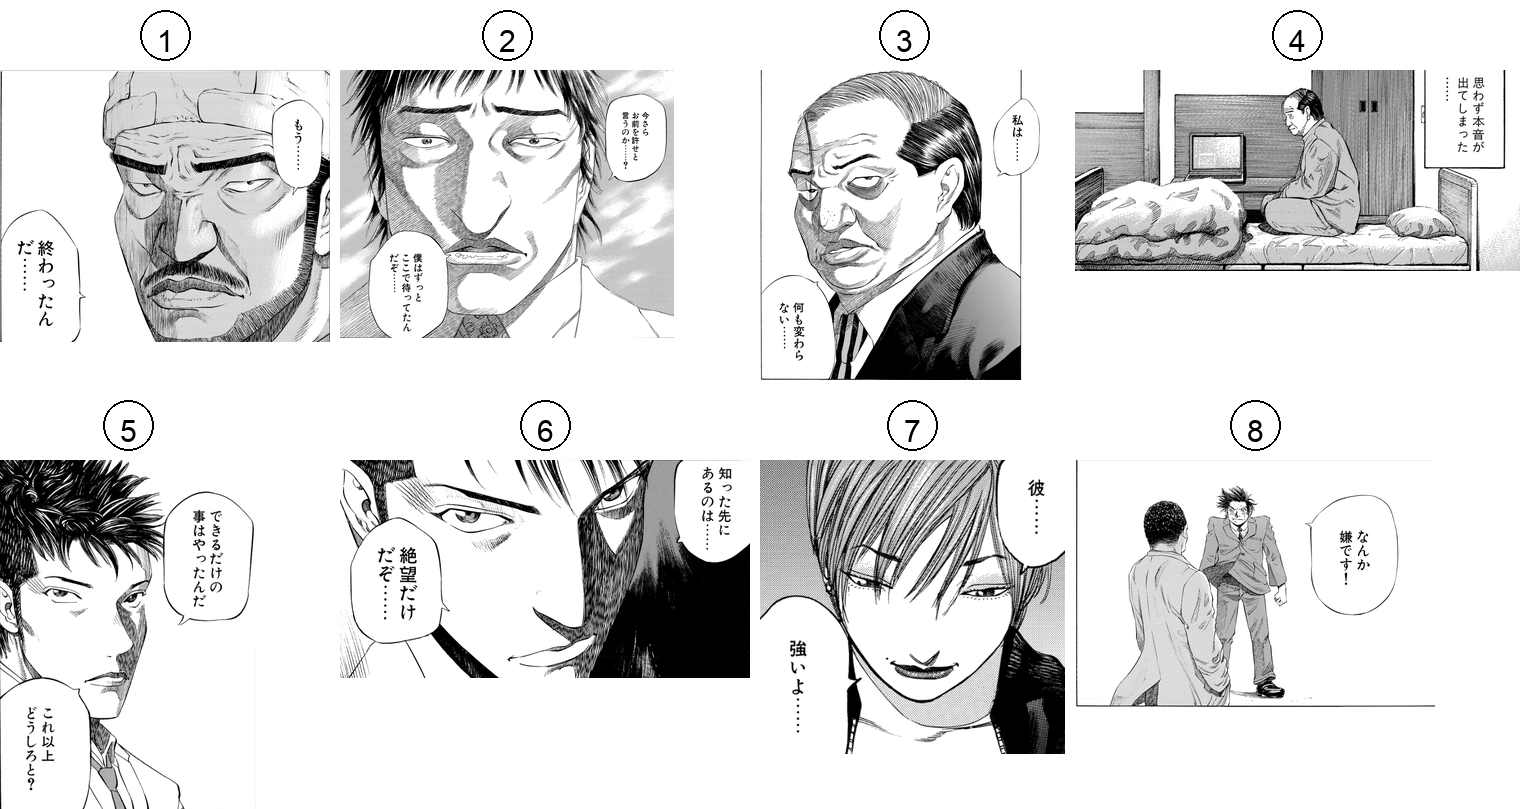 1
もう……
終わったん
だ……
2
今さら
お前を許せと
言うのか……?
僕はずっと
ここで待ってたん
だぞ……
3
私は……
何も変わら
ない……
4
思わず本音が
出てしまった
……
5
できるだけの
事はやったんだ
これ以上
どうしろと?
6
知った先に
あるのは……
絶望だけ
だぞ……
7
彼……
強いよ……
8
なんか
嫌です!